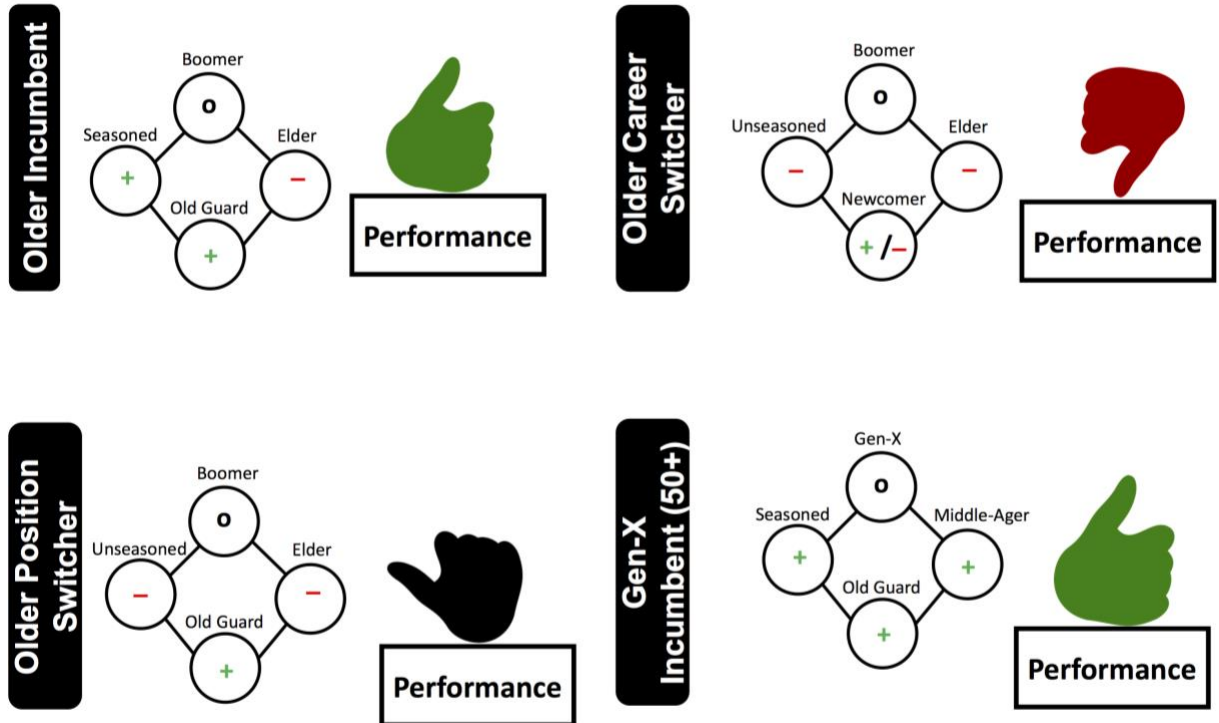 Older Incumbent
Boomer
o
Seasoned
+
Elder
−
Old Guard
+
Performance
Older Career
Switcher
Boomer
o
Unseasoned
−
Elder
−
Newcomer
+/−
Performance
Older Position
Switcher
Boomer
o
Unseasoned
−
Elder
−
Old Guard
+
Performance
Gen-X
Incumbent (50+)
Gen-X
o
Seasoned
+
Middle-Ager
+
Old Guard
+
Performance